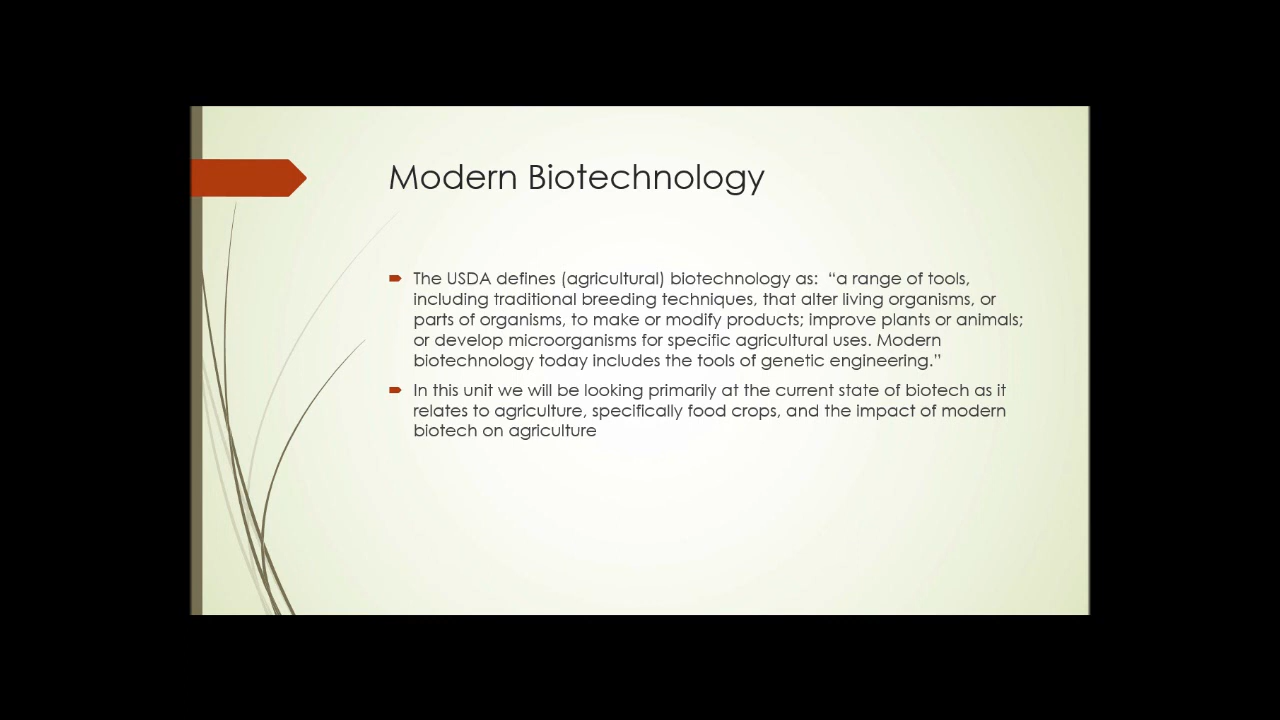 Modern Biotechnology
The USDA defines (agricultural) biotechnology as:  “a range of tools,
including traditional breeding techniques, that alter living organisms, or
parts of organisms, to make or modify products; improve plants or animals;
or develop microorganisms for specific agricultural uses. Modern
biotechnology today includes the tools of genetic engineering.”
In this unit we will be looking primarily at the current state of biotech as it
relates to agriculture, specifically food crops, and the impact of modern
biotech on agriculture